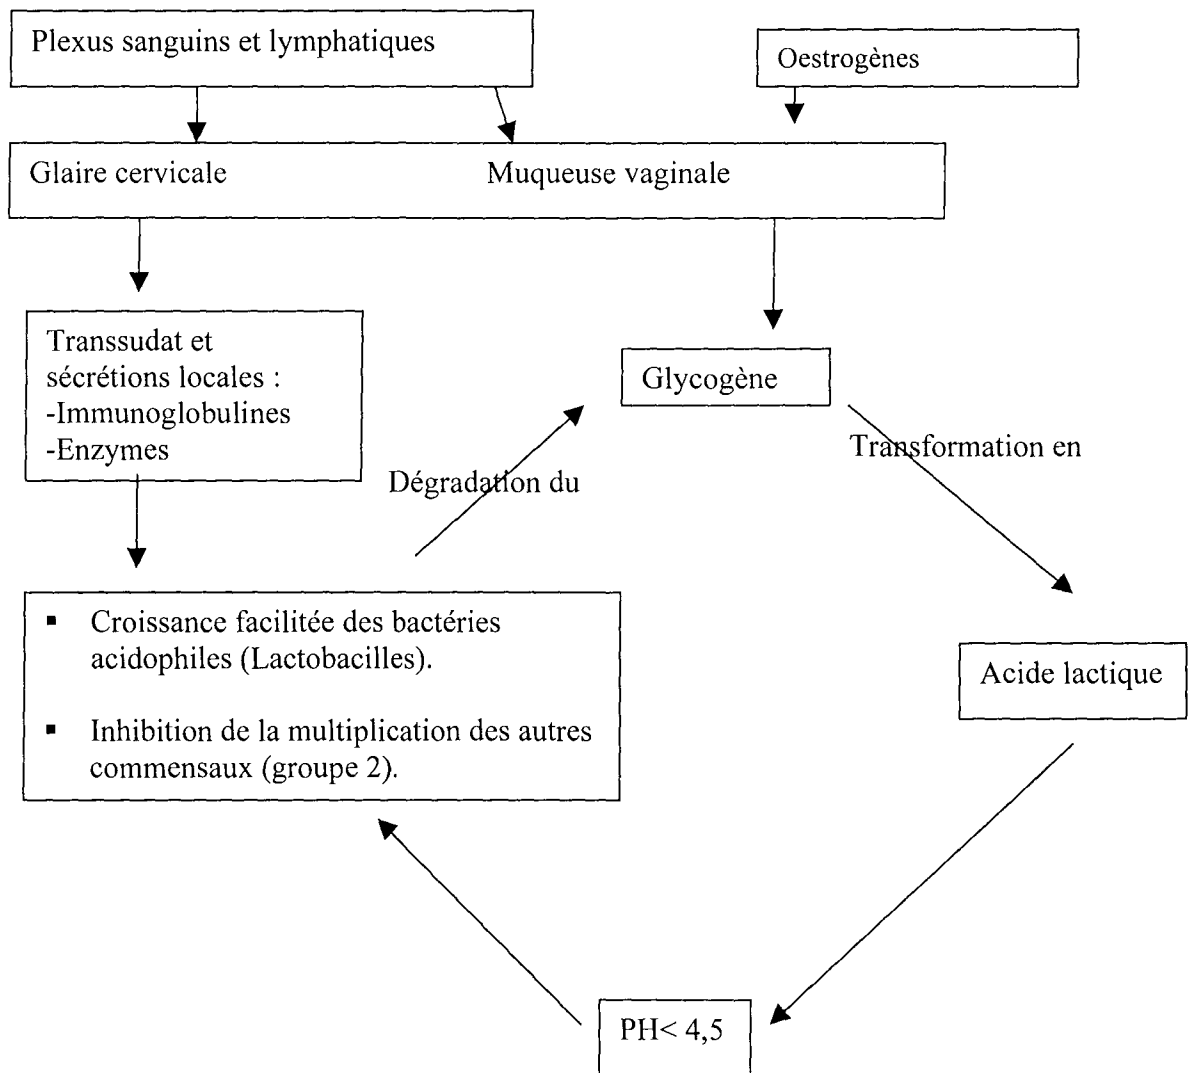 Plexus sanguins et lymphatiques
Oestrogènes
Glaire cervicale
Muqueuse vaginale
Transsudat et
sécrétions locales :
-Immunoglobulines
-Enzymes
Glycogène
Dégradation du
Transformation en
▪ Croissance facilitée des bactéries
acidophiles (Lactobacilles).
▪ Inhibition de la multiplication des autres
commensaux (groupe 2).
Acide lactique
PH< 4,5